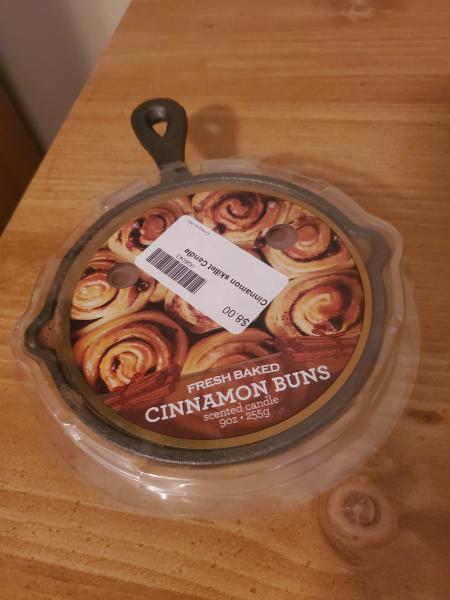 Cinnamon skillet Candle
$8.00
FRESH BAKED
CINNAMON BUNS
scented candle
9oz • 255g